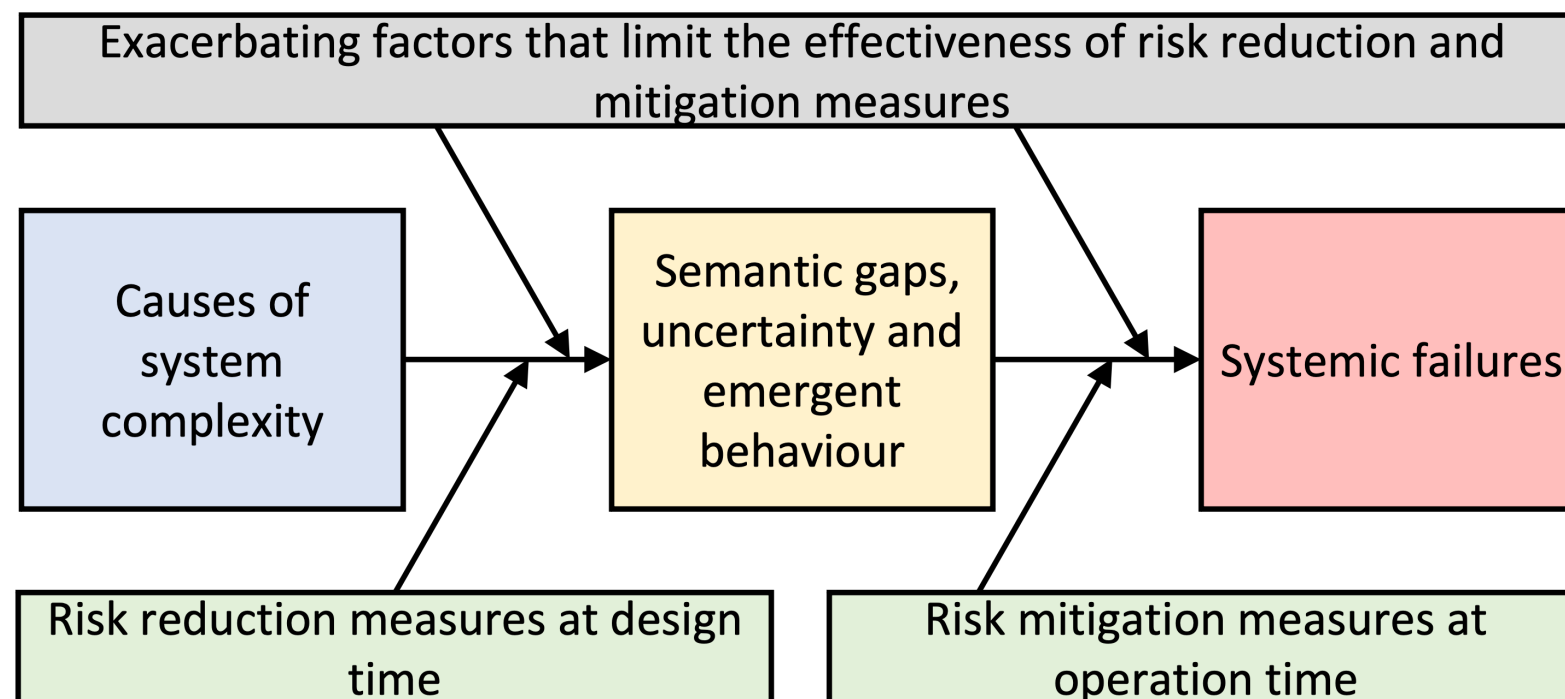 Exacerbating factors that limit the effectiveness of risk reduction and
mitigation measures
Causes of
system
complexity
Semantic gaps,
uncertainty and
emergent
behaviour
Systemic failures
Risk reduction measures at design
time
Risk mitigation measures at
operation time